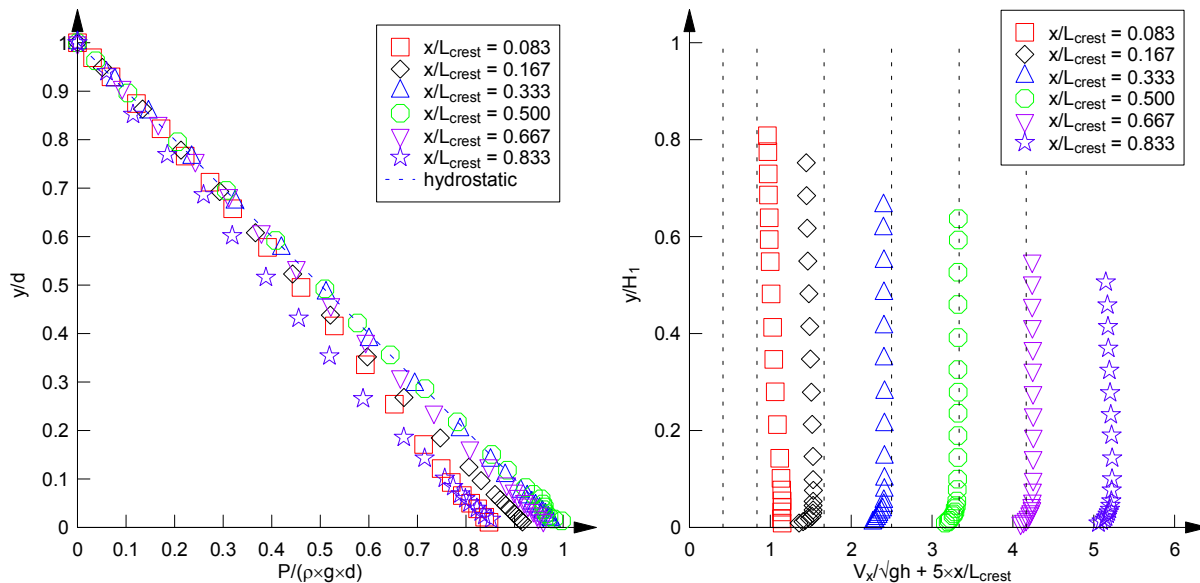 1
0.9
0.8
0.7
0.6
0.5
0.4
0.3
0.2
0.1
0
y/d
0 0.1 0.2 0.3 0.4 0.5 0.6 0.7 0.8 0.9 1
P/(ρ×g×d)
x/Lcrest = 0.083
x/Lcrest = 0.167
x/Lcrest = 0.333
x/Lcrest = 0.500
x/Lcrest = 0.667
x/Lcrest = 0.833
hydrostatic
1
0.8
0.6
0.4
0.2
0
y/H1
0 1 2 3 4 5 6
Vx/√gh + 5×x/Lcrest
x/Lcrest = 0.083
x/Lcrest = 0.167
x/Lcrest = 0.333
x/Lcrest = 0.500
x/Lcrest = 0.667
x/Lcrest = 0.833